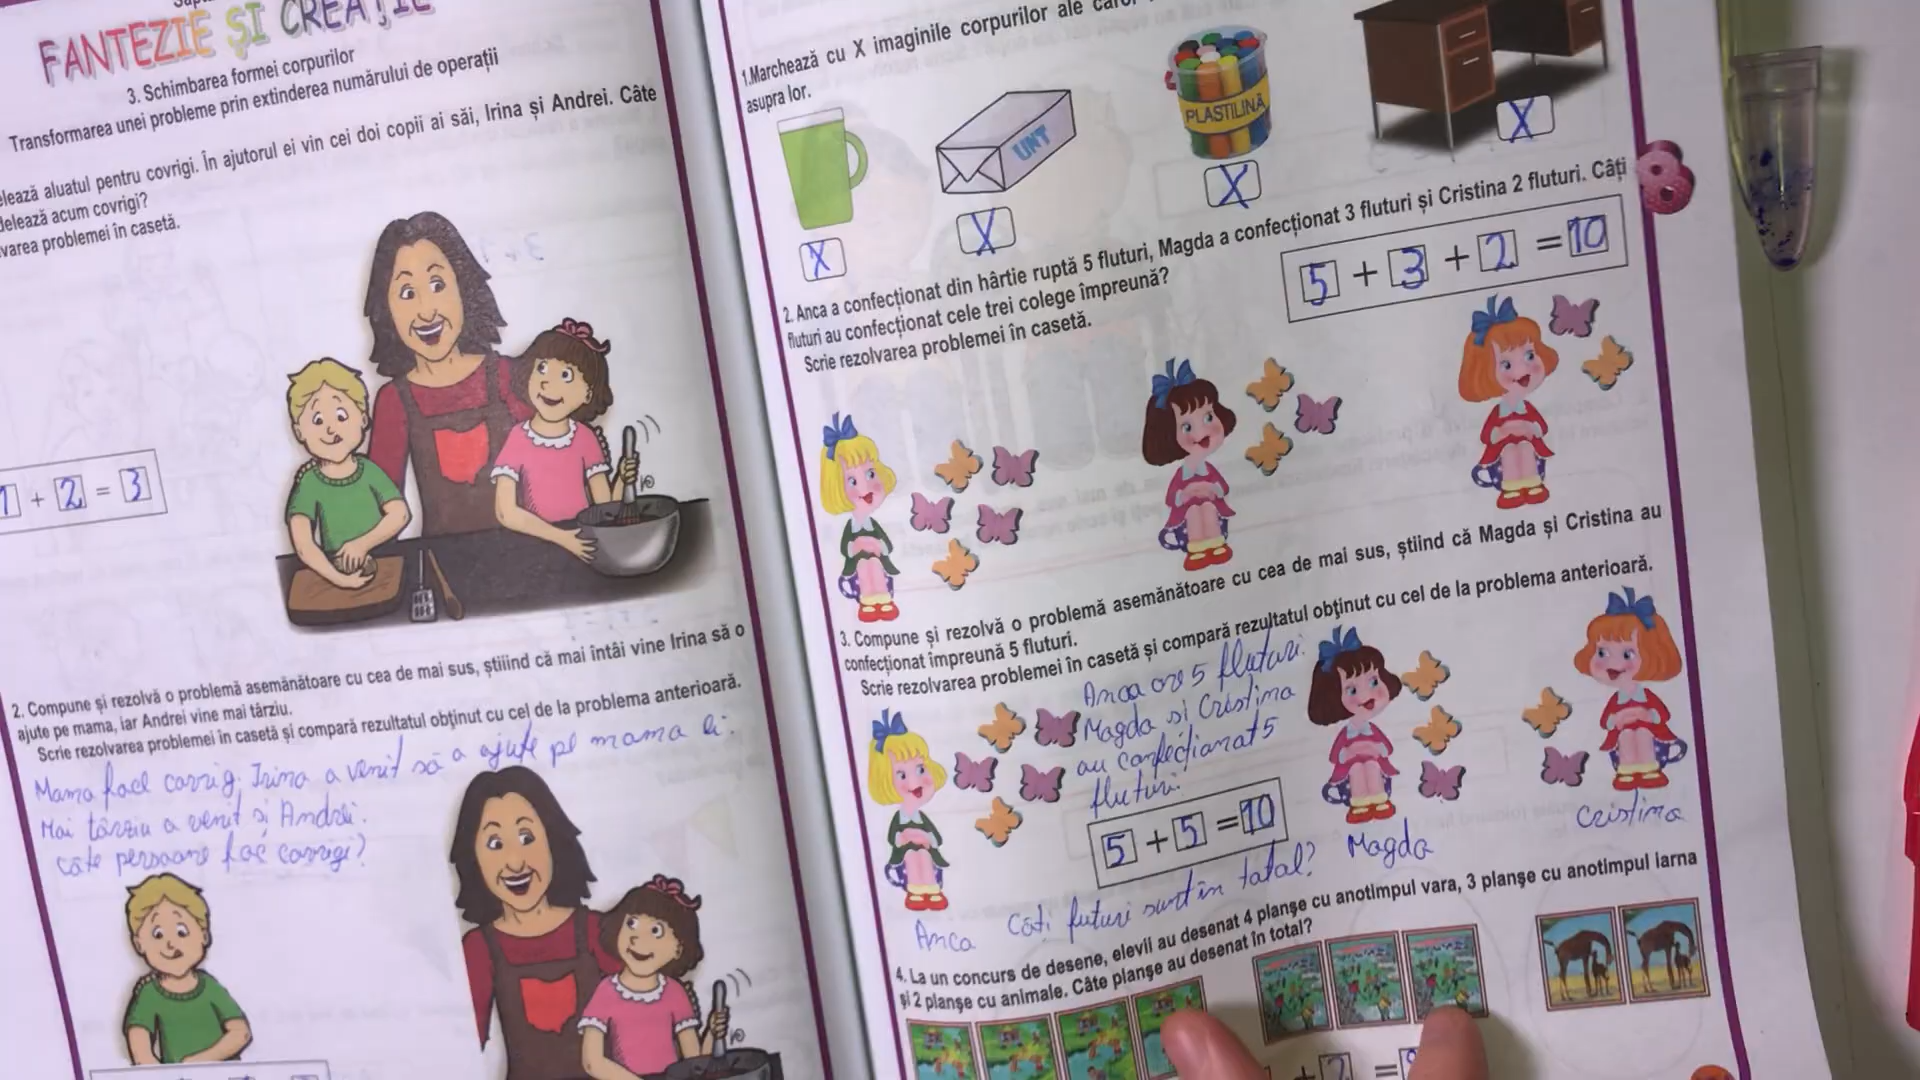 FANTEZIE ȘI CREAȚIE
3. Schimbarea formei corpurilor
Transformarea unei probleme prin extinderea numărului de operații
elează aluatul pentru covrigi. În ajutorul ei vin cei doi copii ai săi, Irina și Andrei. Câte
delează acum covrigi?
varea problemei în casetă.
1 + 2 = 3
2. Compune și rezolvă o problemă asemănătoare cu cea de mai sus, știiind că mai întâi vine Irina să o
ajute pe mama, iar Andrei vine mai târziu.
Scrie rezolvarea problemei în casetă și compară rezultatul obținut cu cel de la problema anterioară.
Mama face covrigi. Irina a venit să a ajute pe mama ei.
Mai târziu a venit și Andrei.
Câte persoane fac covrigi?
1.Marchează cu X imaginile corpurilor ale căror
asupra lor.
UNT
PLASTILINĂ
X X X X
2. Anca a confecționat din hârtie ruptă 5 fluturi, Magda a confecționat 3 fluturi și Cristina 2 fluturi. Câți
fluturi au confecționat cele trei colege împreună?
Scrie rezolvarea problemei în casetă.
5 + 3 + 2 = 10
3. Compune și rezolvă o problemă asemănătoare cu cea de mai sus, știind că Magda și Cristina au
confecționat împreună 5 fluturi.
Scrie rezolvarea problemei în casetă și compară rezultatul obținut cu cel de la problema anterioară.
Anca are 5 fluturi.
Magda si Cristina
au confecționat 5
fluturi.
5 + 5 = 10
Anca
Câți futuri sunt în total?
Magda
Cristina
4. La un concurs de desene, elevii au desenat 4 planșe cu anotimpul vara, 3 planșe cu anotimpul iarna
și 2 planșe cu animale. Câte planșe au desenat în total?
+ 2 =